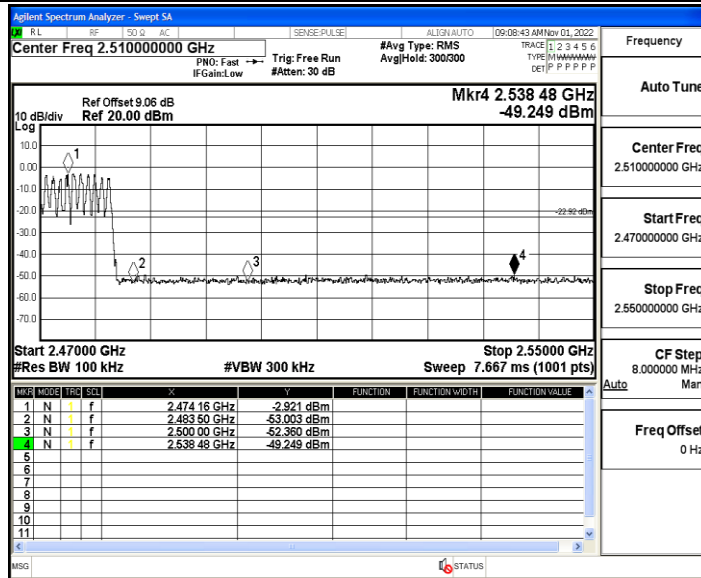 Agilent Spectrum Analyzer - Swept SA
RL RF 50 Ω AC SENSE:PULSE ALIGN AUTO 09:08:43 AM Nov 01, 2022
Center Freq 2.510000000 GHz
PNO: Fast Trig: Free Run #Avg Type: RMS TRACE 1 2 3 4 5 6
IFGain:Low #Atten: 30 dB Avg|Hold: 300/300 TYPE M W W W W W
DET P P P P P P
Ref Offset 9.06 dB Mkr4 2.538 48 GHz
10 dB/div Ref 20.00 dBm -49.249 dBm
Log
10.0
0.00
-10.0
-20.0
-30.0
-40.0
-50.0
-60.0
-70.0
1
2
3
4
-22.92 dBm
Start 2.47000 GHz Stop 2.55000 GHz
#Res BW 100 kHz #VBW 300 kHz Sweep 7.667 ms (1001 pts)
MKR MODE TRC SCL X Y FUNCTION FUNCTION WIDTH FUNCTION VALUE
1 N 1 f 2.474 16 GHz -2.921 dBm
2 N 1 f 2.483 50 GHz -53.003 dBm
3 N 1 f 2.500 00 GHz -52.360 dBm
4 N 1 f 2.538 48 GHz -49.249 dBm
5
6
7
8
9
10
11
MSG STATUS
Frequency
Auto Tune
Center Freq
2.510000000 GHz
Start Freq
2.470000000 GHz
Stop Freq
2.550000000 GHz
CF Step
8.000000 MHz
Auto Man
Freq Offset
0 Hz